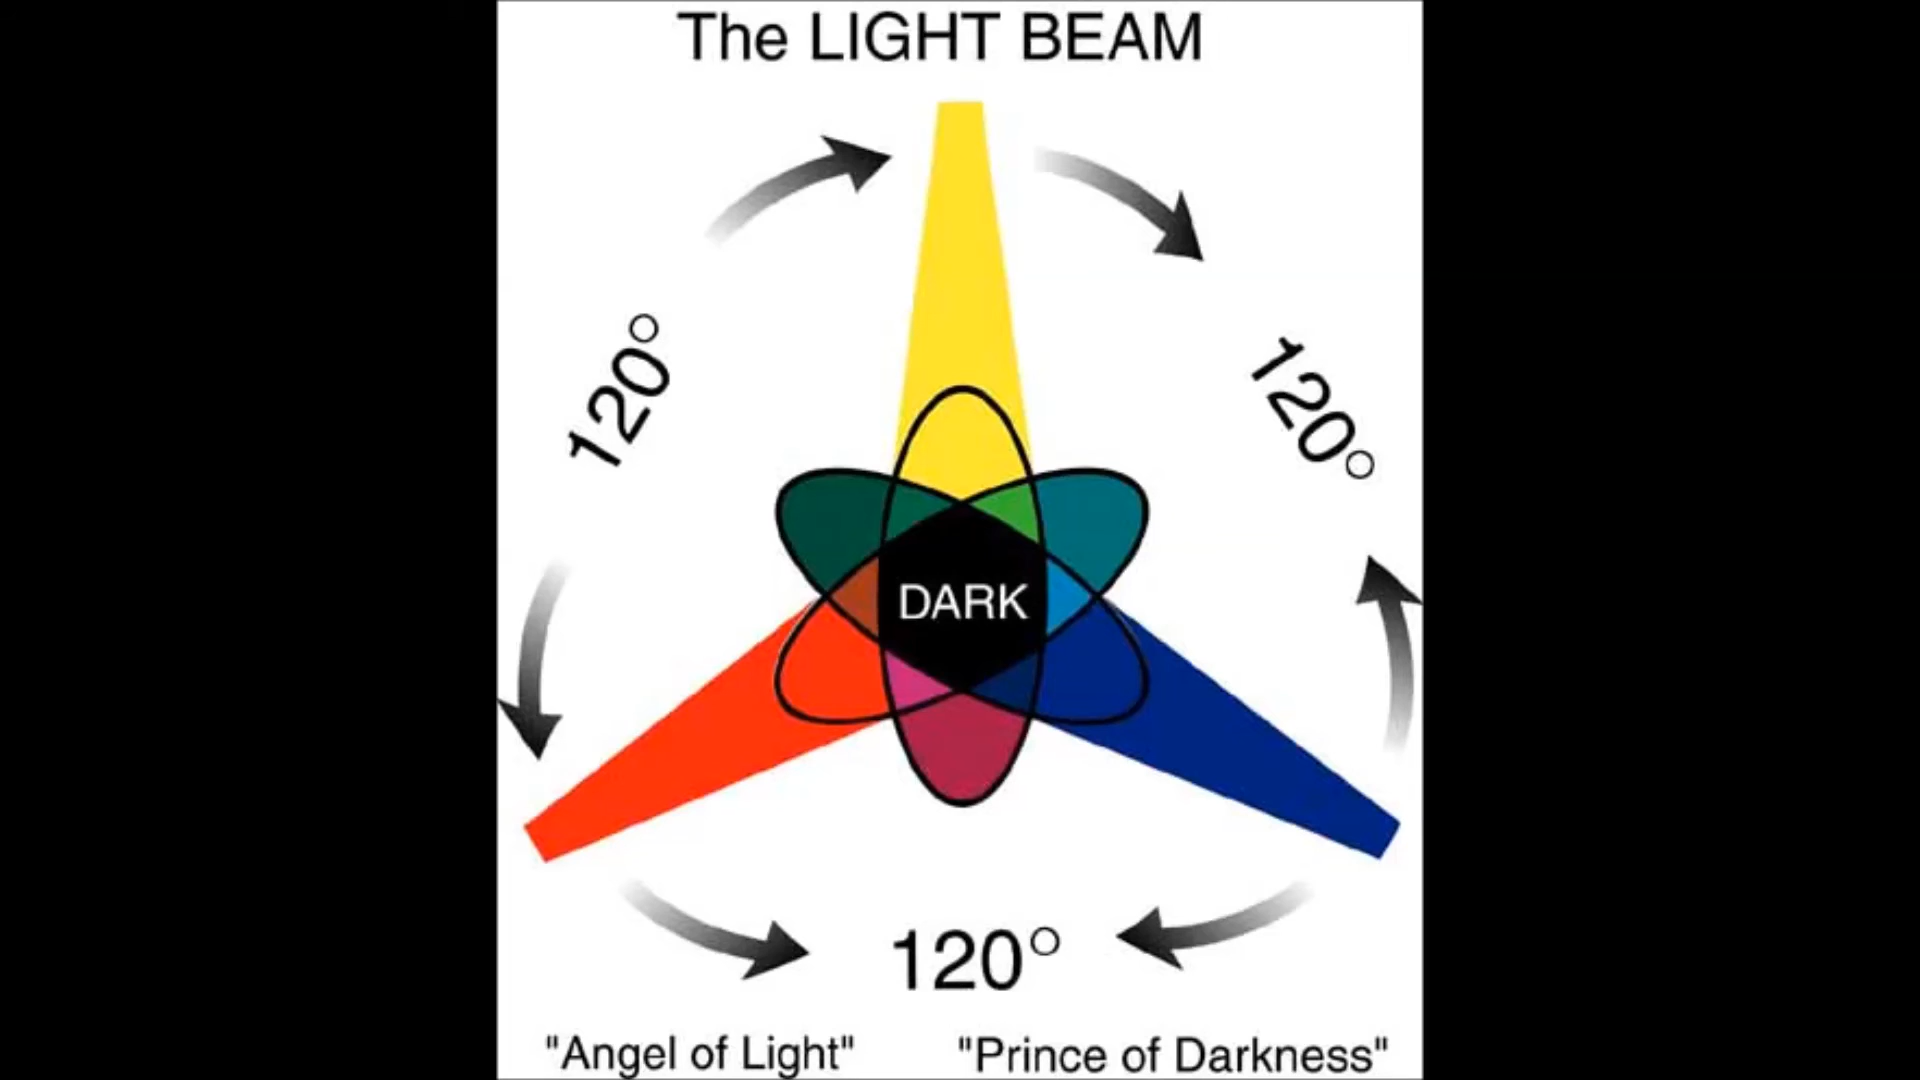 The LIGHT BEAM
120°
120°
DARK
120°
"Angel of Light"
"Prince of Darkness"